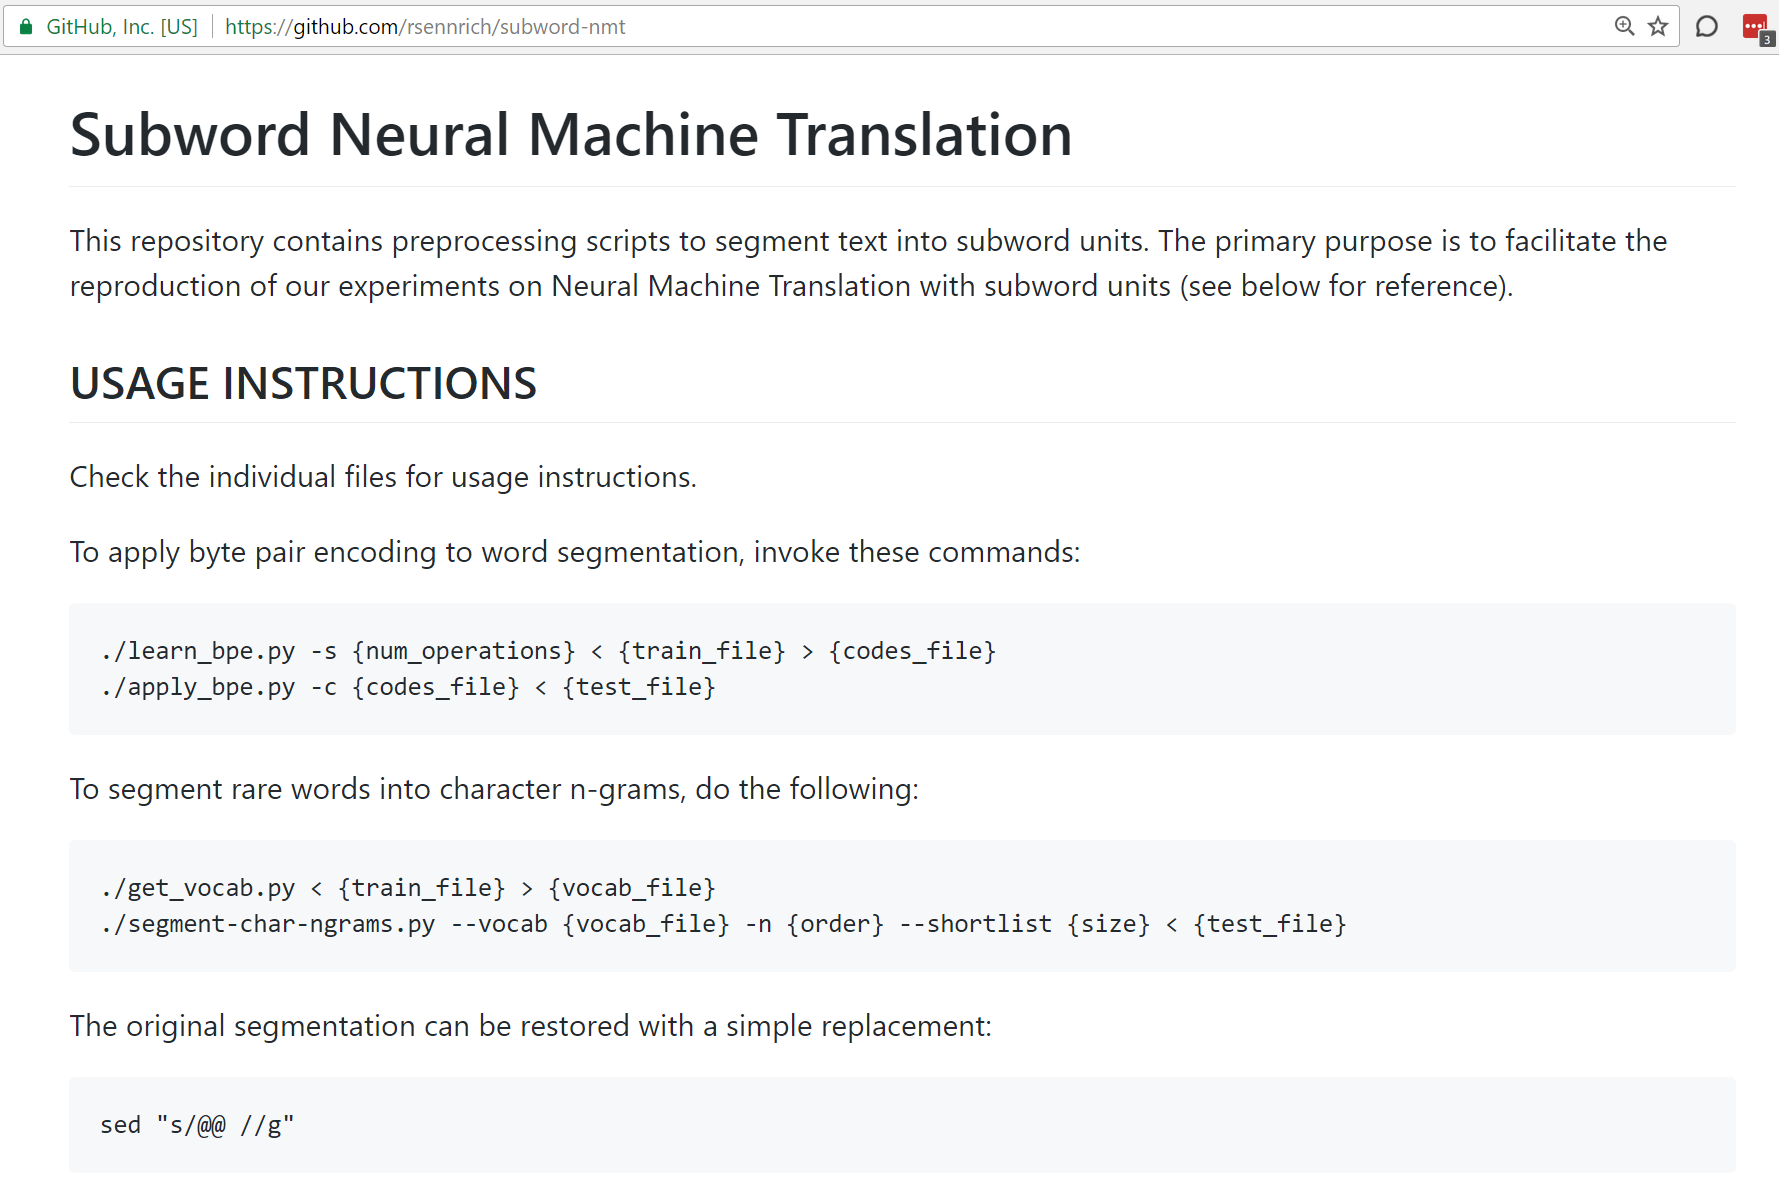 GitHub, Inc. [US] https://github.com/rsennrich/subword-nmt
3
Subword Neural Machine Translation
This repository contains preprocessing scripts to segment text into subword units. The primary purpose is to facilitate the
reproduction of our experiments on Neural Machine Translation with subword units (see below for reference).
USAGE INSTRUCTIONS
Check the individual files for usage instructions.
To apply byte pair encoding to word segmentation, invoke these commands:
./learn_bpe.py -s {num_operations} < {train_file} > {codes_file}
./apply_bpe.py -c {codes_file} < {test_file}
To segment rare words into character n-grams, do the following:
./get_vocab.py < {train_file} > {vocab_file}
./segment-char-ngrams.py --vocab {vocab_file} -n {order} --shortlist {size} < {test_file}
The original segmentation can be restored with a simple replacement:
sed "s/@@ //g"